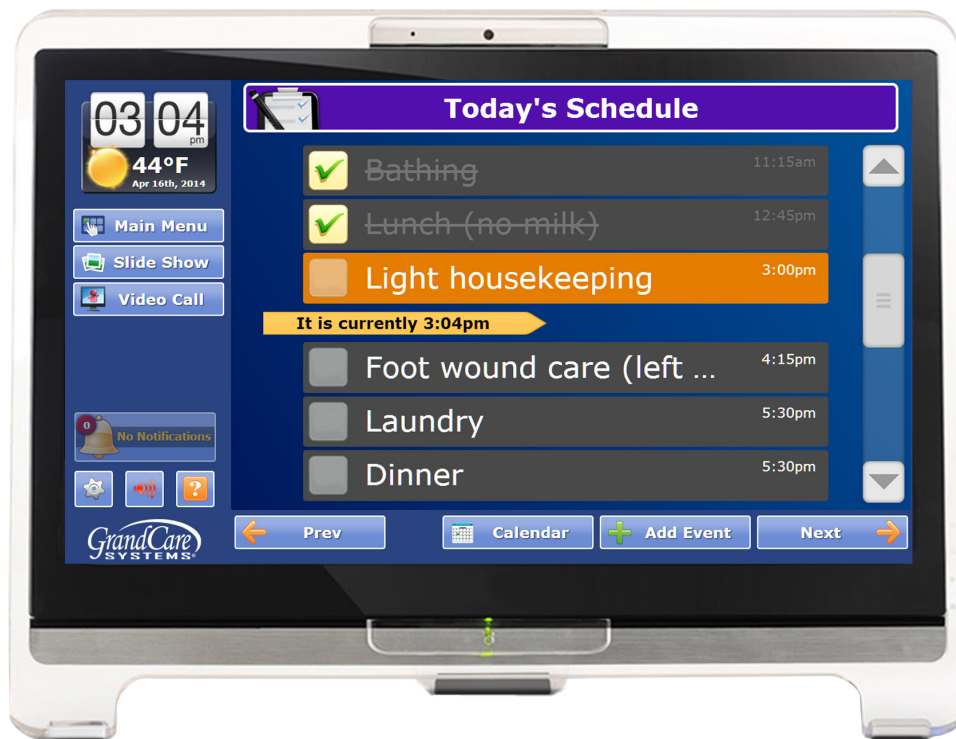 03 04
pm
44°F
Apr 16th, 2014
Main Menu
Slide Show
Video Call
0
No Notifications
?
GrandCare
SYSTEMS®
Today's Schedule
Bathing 11:15am
Lunch (no milk) 12:45pm
Light housekeeping 3:00pm
It is currently 3:04pm
Foot wound care (left ... 4:15pm
Laundry 5:30pm
Dinner 5:30pm
Prev
Calendar
Add Event
Next